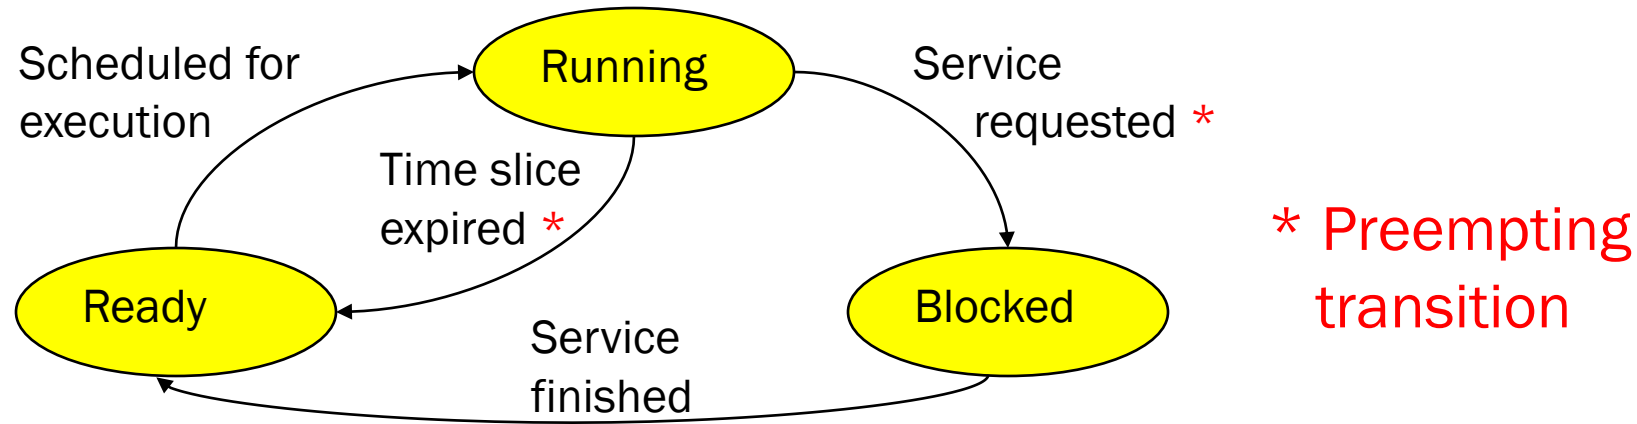 Scheduled for
execution
Running
Service
requested *
Time slice
expired *
* Preempting
transition
Ready
Blocked
Service
finished